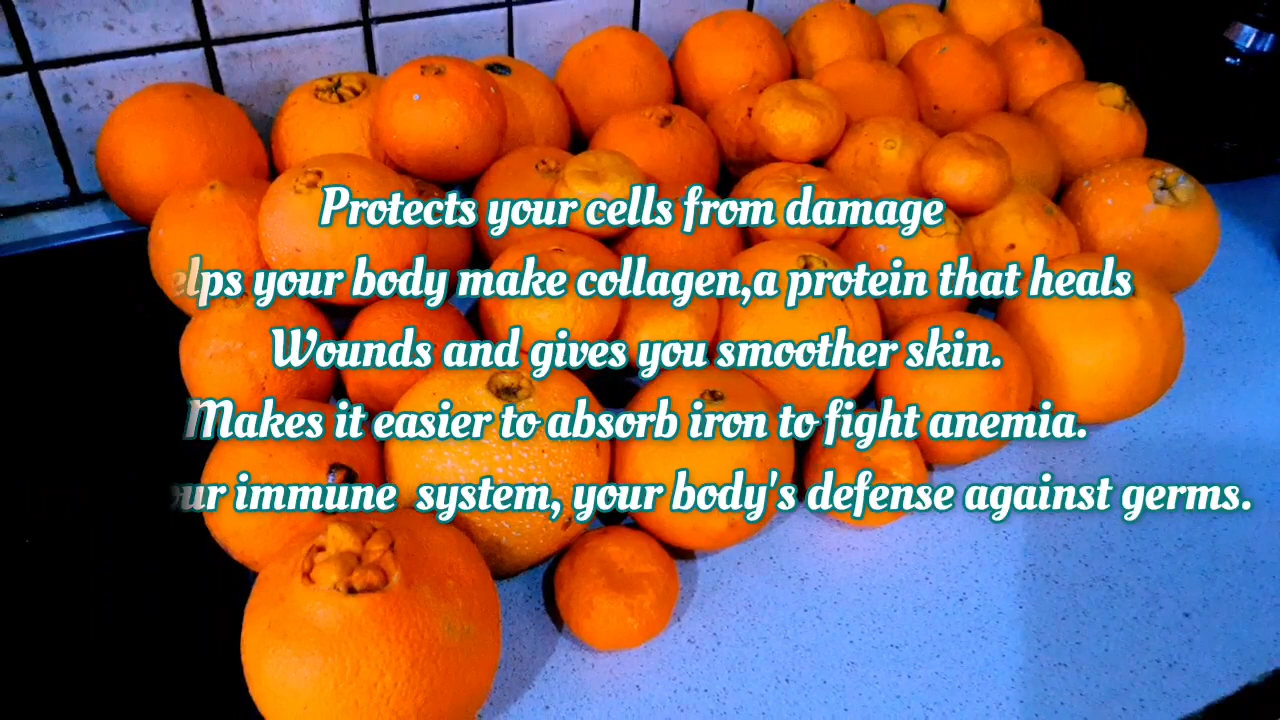 Protects your cells from damage
elps your body make collagen,a protein that heals
Wounds and gives you smoother skin.
Makes it easier to absorb iron to fight anemia.
ur immune system, your body's defense against germs.